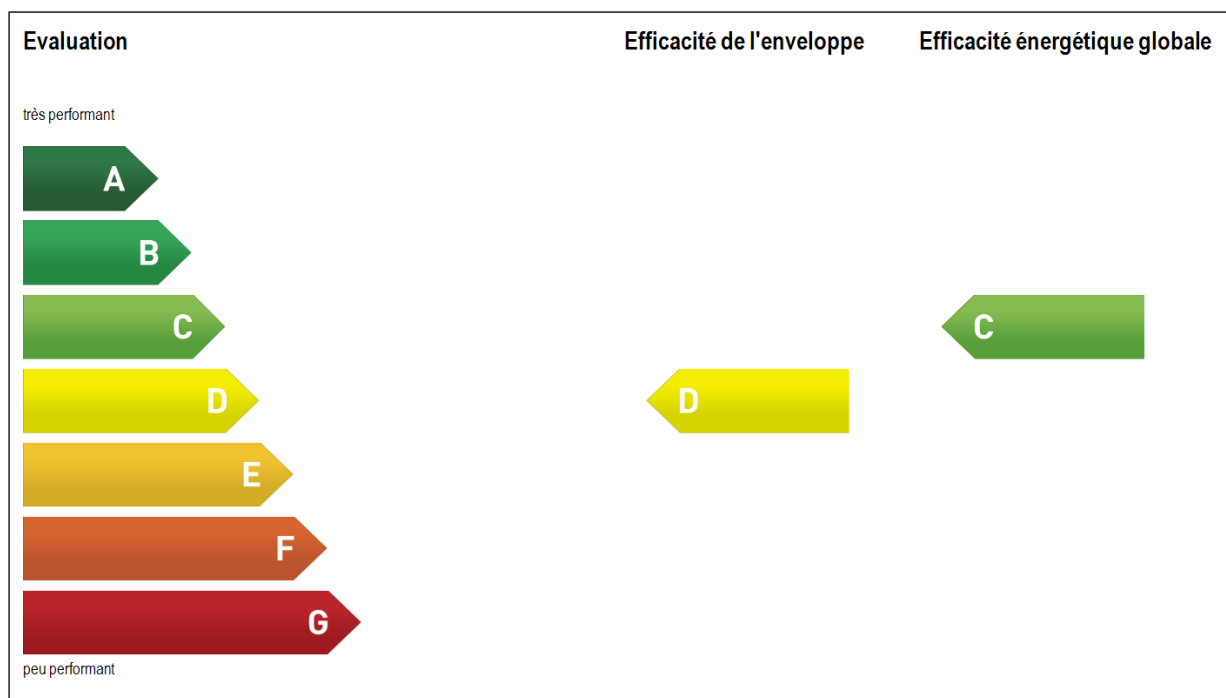 Evaluation Efficacité de l'enveloppe Efficacité énergétique globale
très performant
A
B
C C
D D
E
F
G
peu performant